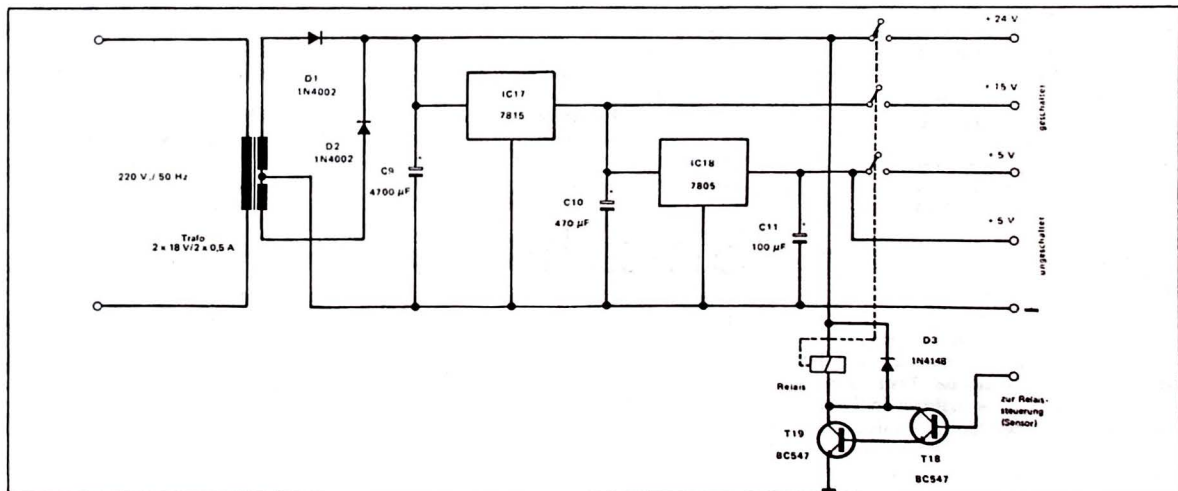 + 24 V
D1
1N4002
IC17
7815
+ 15 V
geschaltet
D2
1N4002
C9
4700 µF
IC18
7805
+ 5 V
220 V / 50 Hz
C10
470 µF
C11
100 µF
+ 5 V
ungeschaltet
Trafo
2 x 18 V/2 x 0,5 A
D3
1N4148
Relais
zur Relais-
steuerung
(Sensor)
T19
BC547
T18
BC547